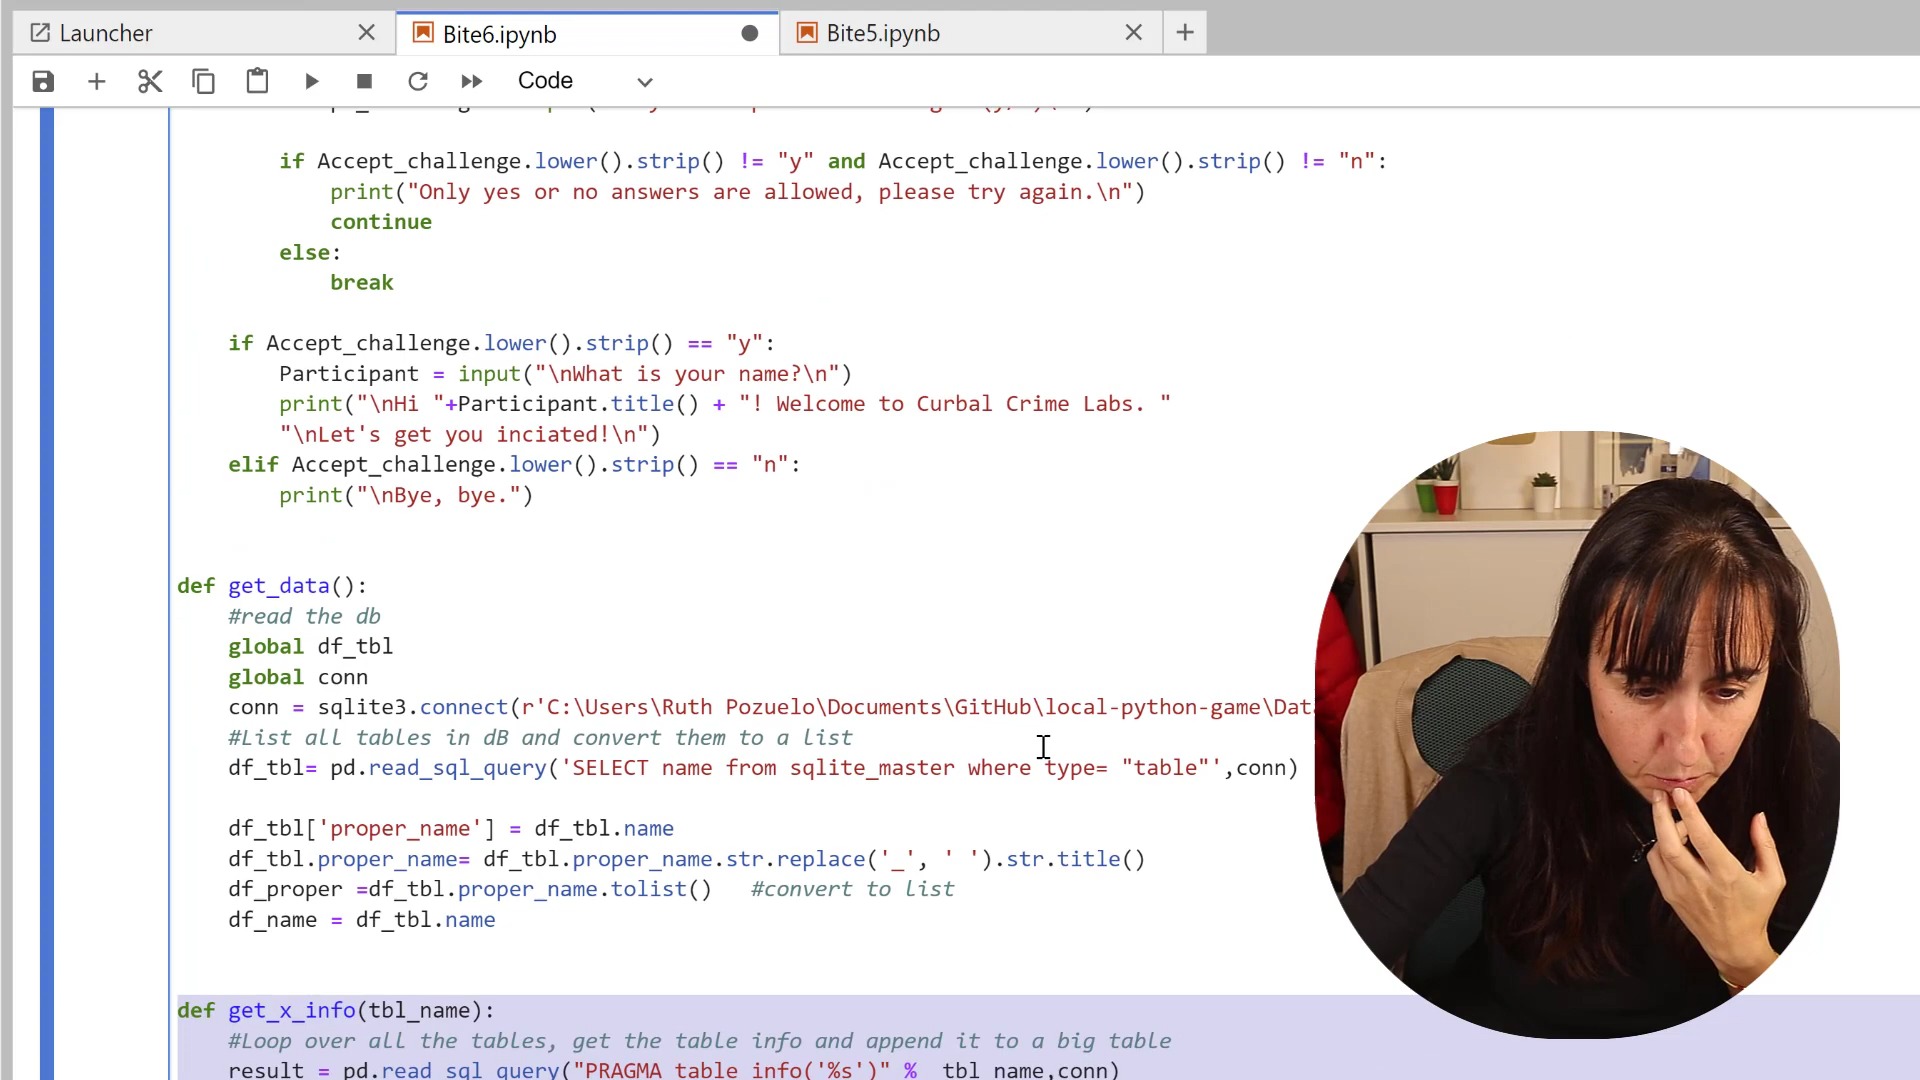 Launcher
Bite6.ipynb
Bite5.ipynb
Code
if Accept_challenge.lower().strip() != "y" and Accept_challenge.lower().strip() != "n":
print("Only yes or no answers are allowed, please try again.\n")
continue
else:
break
if Accept_challenge.lower().strip() == "y":
Participant = input("\nWhat is your name?\n")
print("\nHi "+Participant.title() + "! Welcome to Curbal Crime Labs. "
"\nLet's get you inciated!\n")
elif Accept_challenge.lower().strip() == "n":
print("\nBye, bye.")
def get_data():
#read the db
global df_tbl
global conn
conn = sqlite3.connect(r'C:\Users\Ruth Pozuelo\Documents\GitHub\local-python-game\Dat
#List all tables in dB and convert them to a list
df_tbl= pd.read_sql_query('SELECT name from sqlite_master where type= "table"',conn)
df_tbl['proper_name'] = df_tbl.name
df_tbl.proper_name= df_tbl.proper_name.str.replace('_', ' ').str.title()
df_proper =df_tbl.proper_name.tolist() #convert to list
df_name = df_tbl.name
def get_x_info(tbl_name):
#Loop over all the tables, get the table info and append it to a big table
result = pd.read_sql_query("PRAGMA table_info('%s')" % tbl_name,conn)